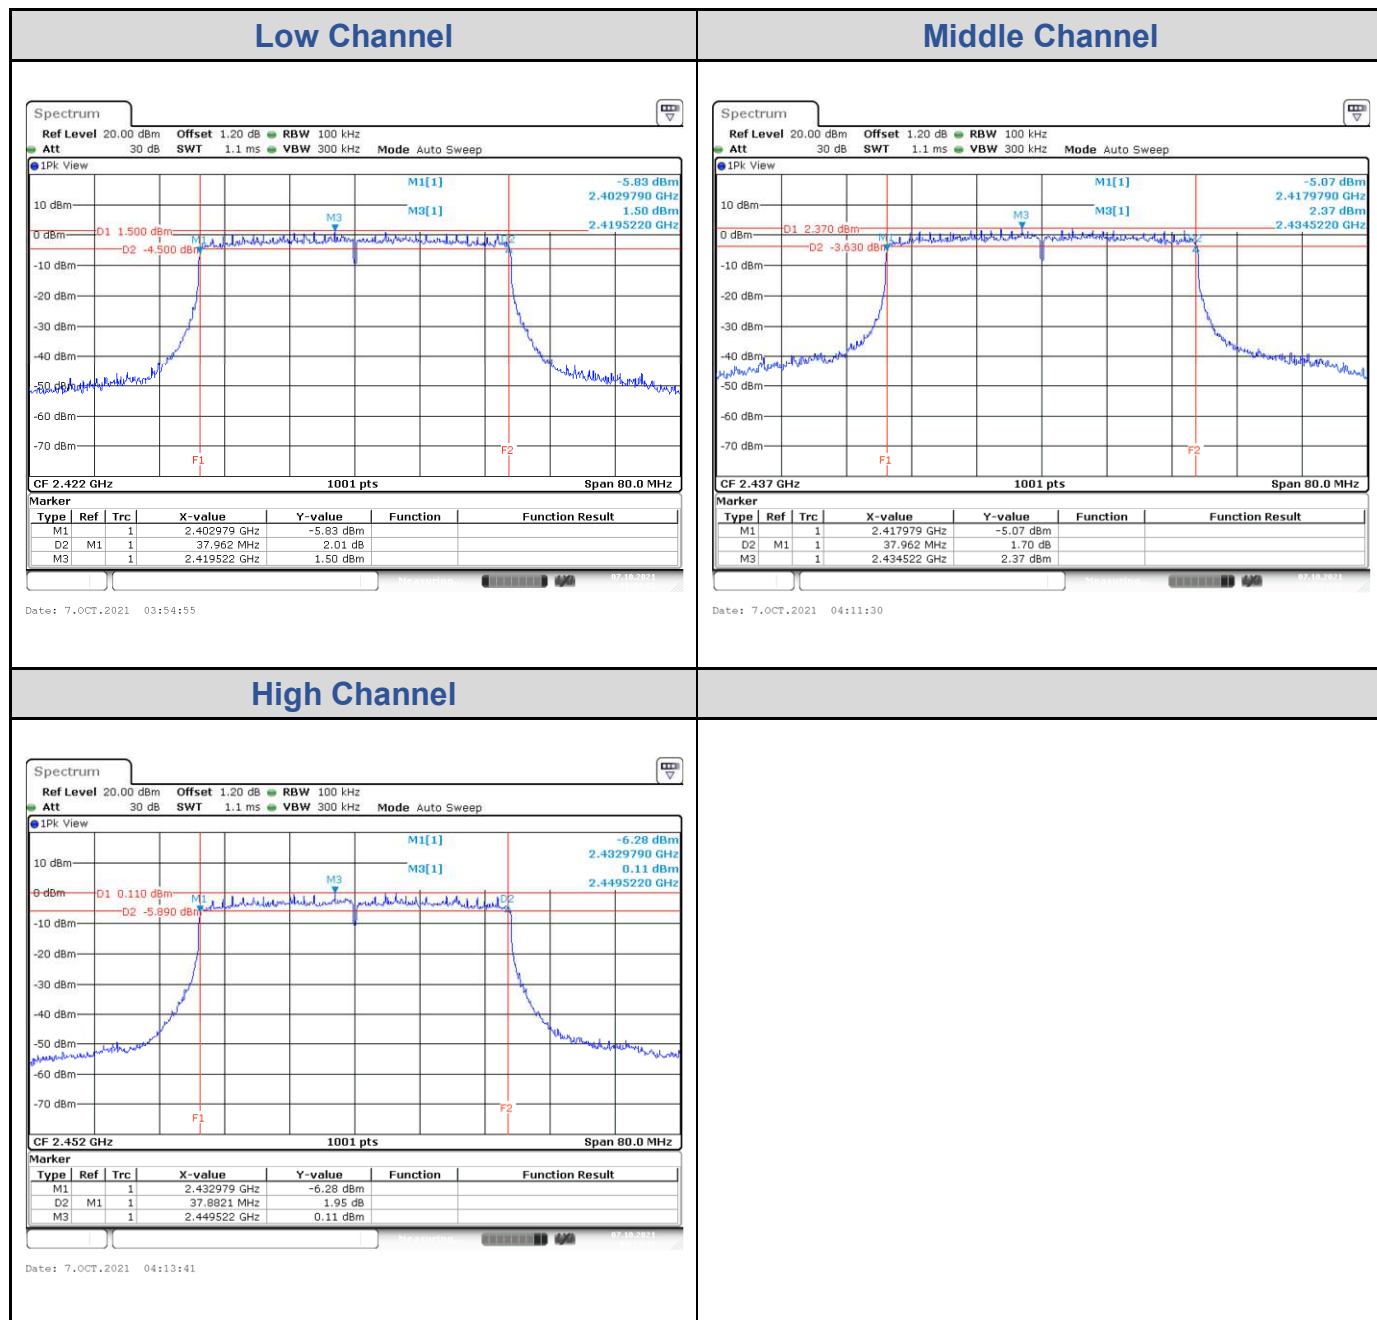 Low Channel
Middle Channel
Spectrum
Ref Level 20.00 dBm Offset 1.20 dB RBW 100 kHz
Att 30 dB SWT 1.1 ms VBW 300 kHz Mode Auto Sweep
1Pk View
M1[1] -5.83 dBm
2.4029790 GHz
M3[1] 1.50 dBm
2.4195220 GHz
10 dBm
M3
0 dBm
D1 1.500 dBm
M1
D2
D2 -4.500 dBm
-10 dBm
-20 dBm
-30 dBm
-40 dBm
-50 dBm
-60 dBm
-70 dBm
F1
F2
CF 2.422 GHz 1001 pts Span 80.0 MHz
Marker
Type Ref Trc X-value Y-value Function Function Result
M1 1 2.402979 GHz -5.83 dBm
D2 M1 1 37.962 MHz 2.01 dB
M3 1 2.419522 GHz 1.50 dBm
07.10.2021
Date: 7.OCT.2021 03:54:55
Spectrum
Ref Level 20.00 dBm Offset 1.20 dB RBW 100 kHz
Att 30 dB SWT 1.1 ms VBW 300 kHz Mode Auto Sweep
1Pk View
M1[1] -5.07 dBm
2.4179790 GHz
M3[1] 2.37 dBm
2.4345220 GHz
10 dBm
M3
0 dBm
D1 2.370 dBm
D2 -3.630 dBm
-10 dBm
-20 dBm
-30 dBm
-40 dBm
-50 dBm
-60 dBm
-70 dBm
F1
F2
CF 2.437 GHz 1001 pts Span 80.0 MHz
Marker
Type Ref Trc X-value Y-value Function Function Result
M1 1 2.417979 GHz -5.07 dBm
D2 M1 1 37.962 MHz 1.70 dB
M3 1 2.434522 GHz 2.37 dBm
07.10.2021
Date: 7.OCT.2021 04:11:30
High Channel
Spectrum
Ref Level 20.00 dBm Offset 1.20 dB RBW 100 kHz
Att 30 dB SWT 1.1 ms VBW 300 kHz Mode Auto Sweep
1Pk View
M1[1] -6.28 dBm
2.4329790 GHz
M3[1] 0.11 dBm
2.4495220 GHz
10 dBm
M3
0 dBm
D1 0.110 dBm
M1
D2
D2 -5.890 dBm
-10 dBm
-20 dBm
-30 dBm
-40 dBm
-50 dBm
-60 dBm
-70 dBm
F1
F2
CF 2.452 GHz 1001 pts Span 80.0 MHz
Marker
Type Ref Trc X-value Y-value Function Function Result
M1 1 2.432979 GHz -6.28 dBm
D2 M1 1 37.8821 MHz 1.95 dB
M3 1 2.449522 GHz 0.11 dBm
07.10.2021
Date: 7.OCT.2021 04:13:41